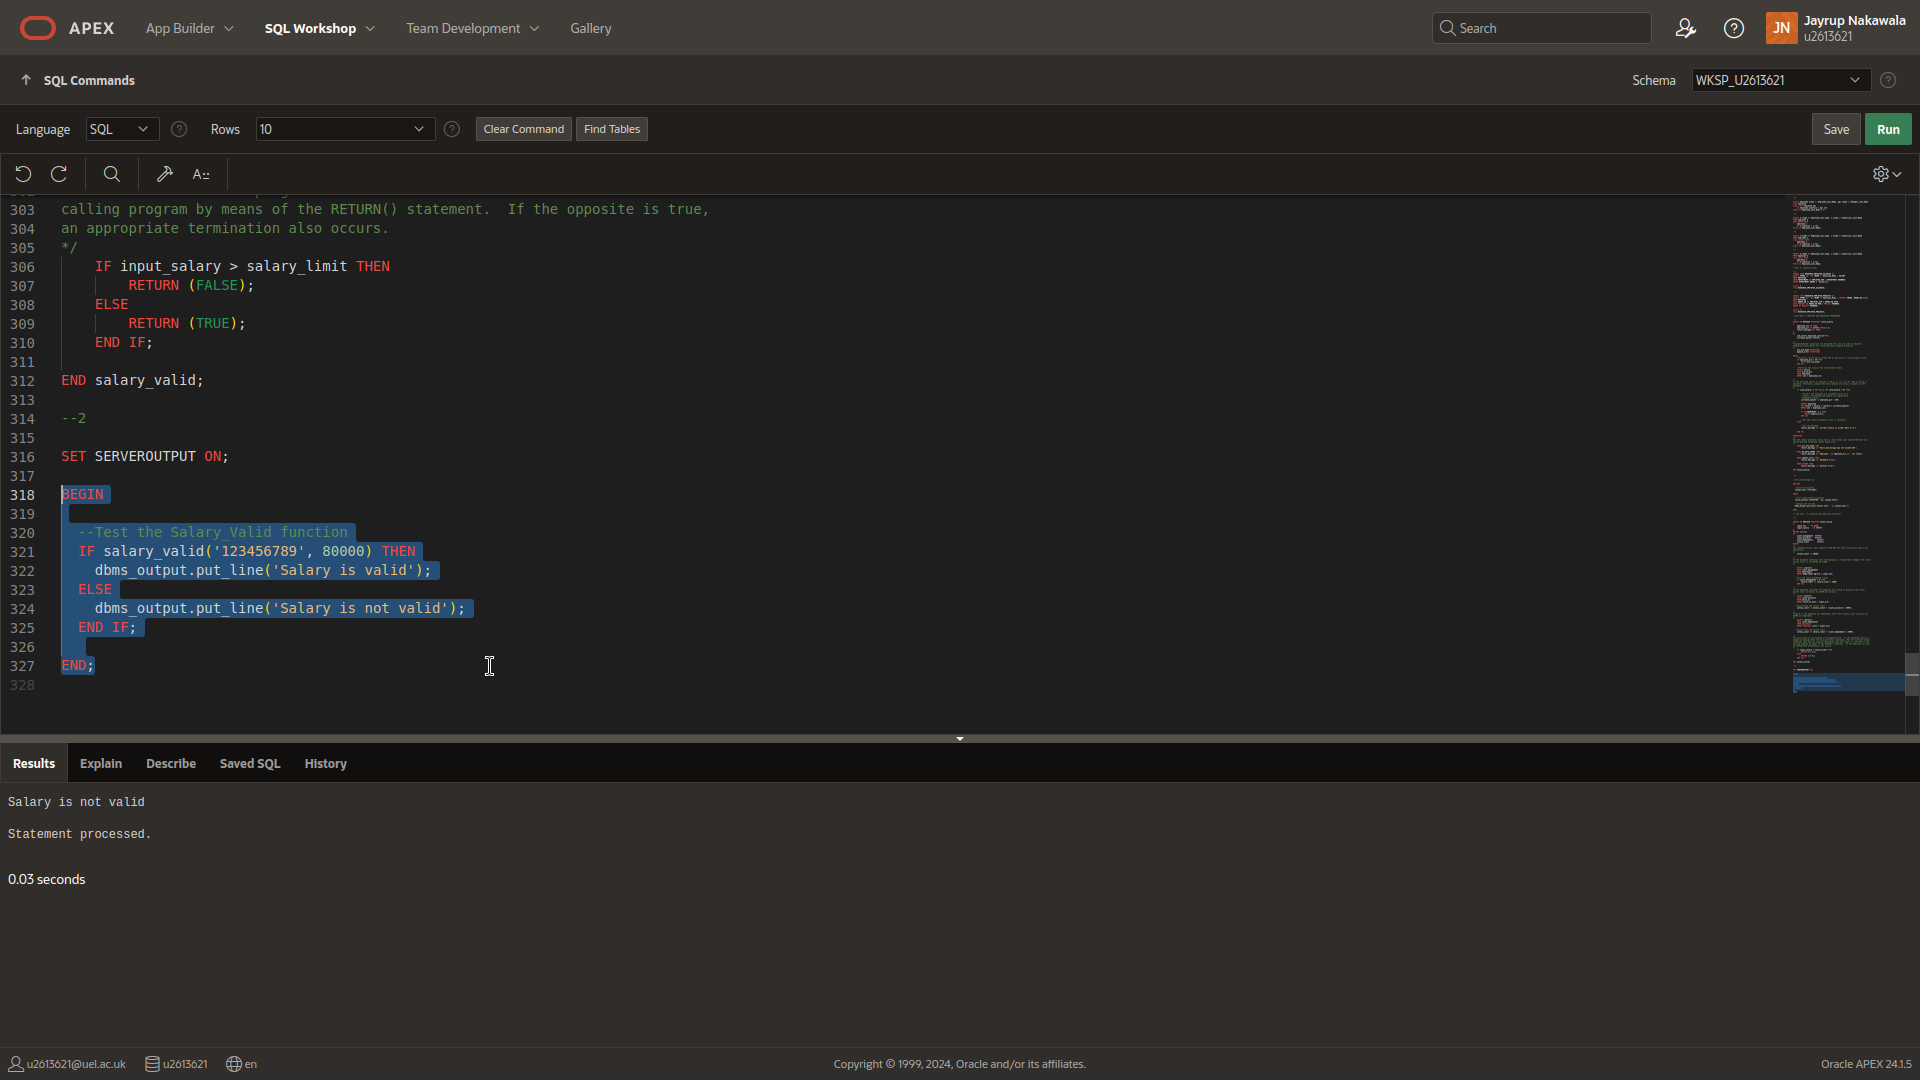 APEX App Builder SQL Workshop Team Development Gallery Search JN Jayrup Nakawala
u2613621
SQL Commands Schema WKSP_U2613621
Language SQL Rows 10 Clear Command Find Tables Save Run
303 calling program by means of the RETURN() statement.  If the opposite is true,
304 an appropriate termination also occurs.
305 */
306     IF input_salary > salary_limit THEN
307         RETURN (FALSE);
308     ELSE
309         RETURN (TRUE);
310     END IF;
311
312 END salary_valid;
313
314 --2
315
316 SET SERVEROUTPUT ON;
317
318 BEGIN
319
320   --Test the Salary_Valid function
321   IF salary_valid('123456789', 80000) THEN
322     dbms_output.put_line('Salary is valid');
323   ELSE
324     dbms_output.put_line('Salary is not valid');
325   END IF;
326
327 END;
328
Results Explain Describe Saved SQL History
Salary is not valid
Statement processed.
0.03 seconds
u2613621@uel.ac.uk u2613621 en Copyright © 1999, 2024, Oracle and/or its affiliates. Oracle APEX 24.1.5